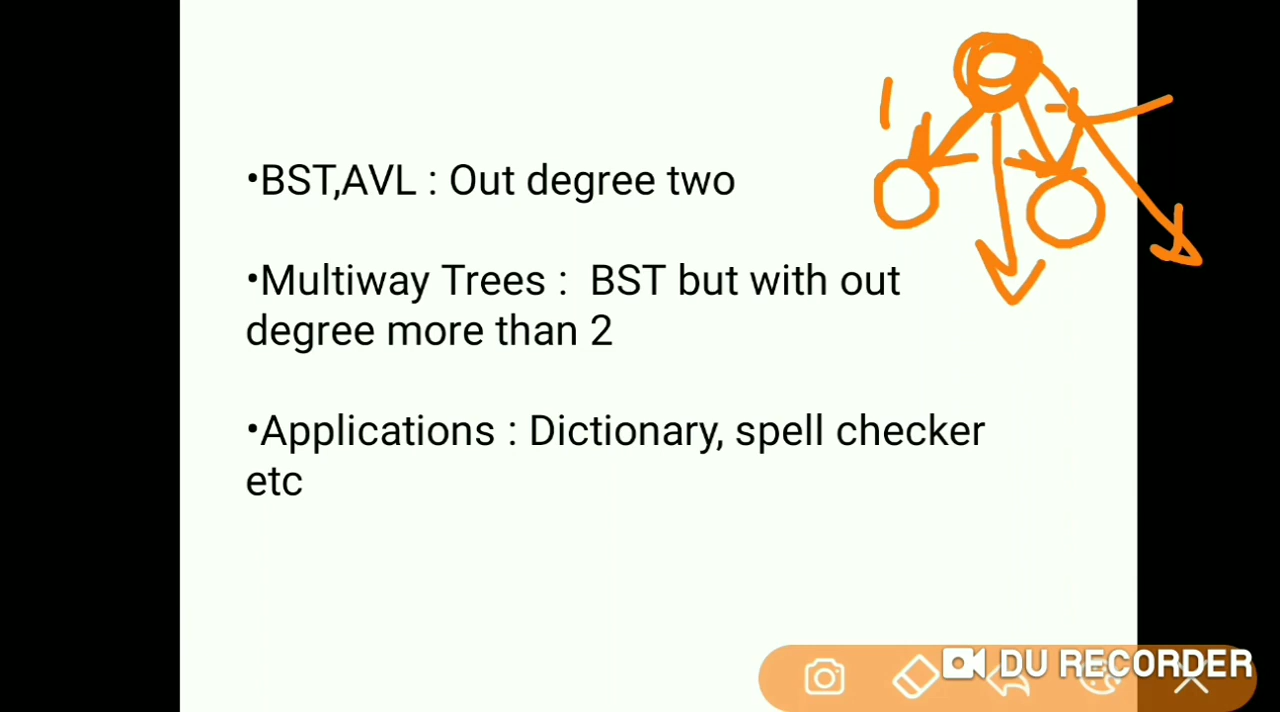 •BST,AVL : Out degree two
•Multiway Trees :  BST but with out
degree more than 2
•Applications : Dictionary, spell checker
etc
DU RECORDER